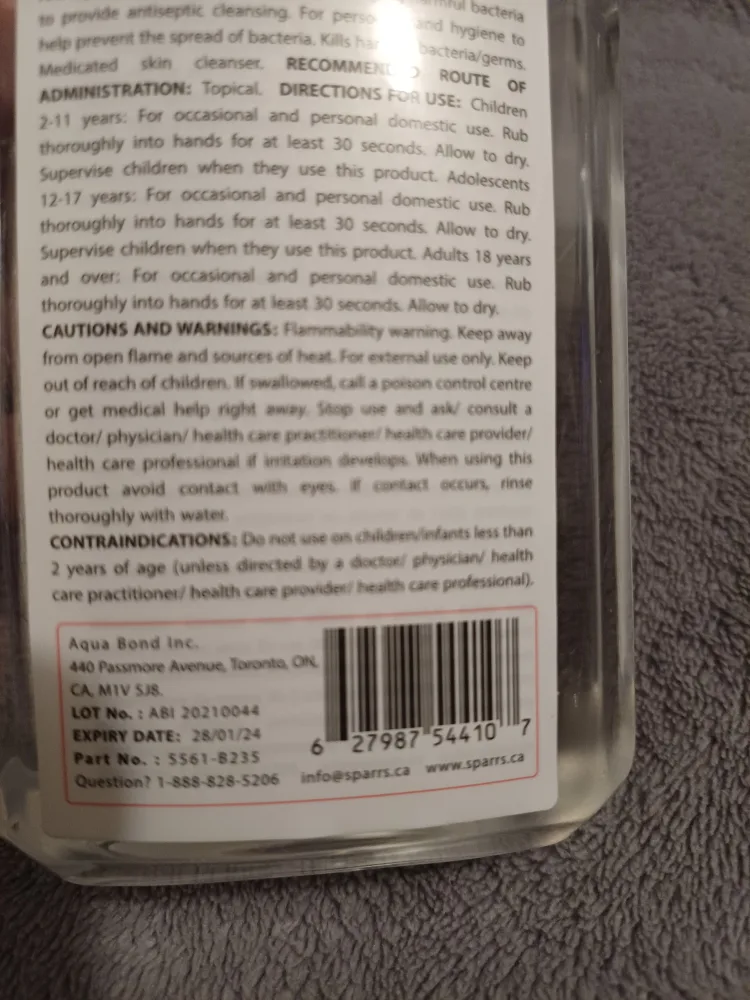 to provide antiseptic cleansing. For perso and hygiene to
help prevent the spread of bacteria. Kills ha bacteria/germs.
Medicated skin cleanser. RECOMMEN D ROUTE OF
ADMINISTRATION: Topical. DIRECTIONS FOR USE: Children
2-11 years: For occasional and personal domestic use. Rub
thoroughly into hands for at least 30 seconds. Allow to dry.
Supervise children when they use this product. Adolescents
12-17 years: For occasional and personal domestic use. Rub
thoroughly into hands for at least 30 seconds. Allow to dry.
Supervise children when they use this product. Adults 18 years
and over: For occasional and personal domestic use. Rub
thoroughly into hands for at least 30 seconds. Allow to dry.
CAUTIONS AND WARNINGS: Flammability warning. Keep away
from open flame and sources of heat. For external use only. Keep
out of reach of children. If swallowed, call a poison control centre
or get medical help right away. Stop use and ask/ consult a
doctor/ physician/ health care practitioner/ health care provider/
health care professional if irritation develops. When using this
product avoid contact with eyes. If contact occurs, rinse
thoroughly with water.
CONTRAINDICATIONS: Do not use on children/infants less than
2 years of age (unless directed by a doctor/ physician/ health
care practitioner/ health care provider/ health care professional).
Aqua Bond Inc.
440 Passmore Avenue, Toronto, ON,
CA, M1V 5J8.
LOT No. : ABI 20210044
EXPIRY DATE: 28/01/24
Part No. : 5561-8235
Question? 1-888-828-5206 info@sparrs.ca www.sparrs.ca
6 27987 54410 7